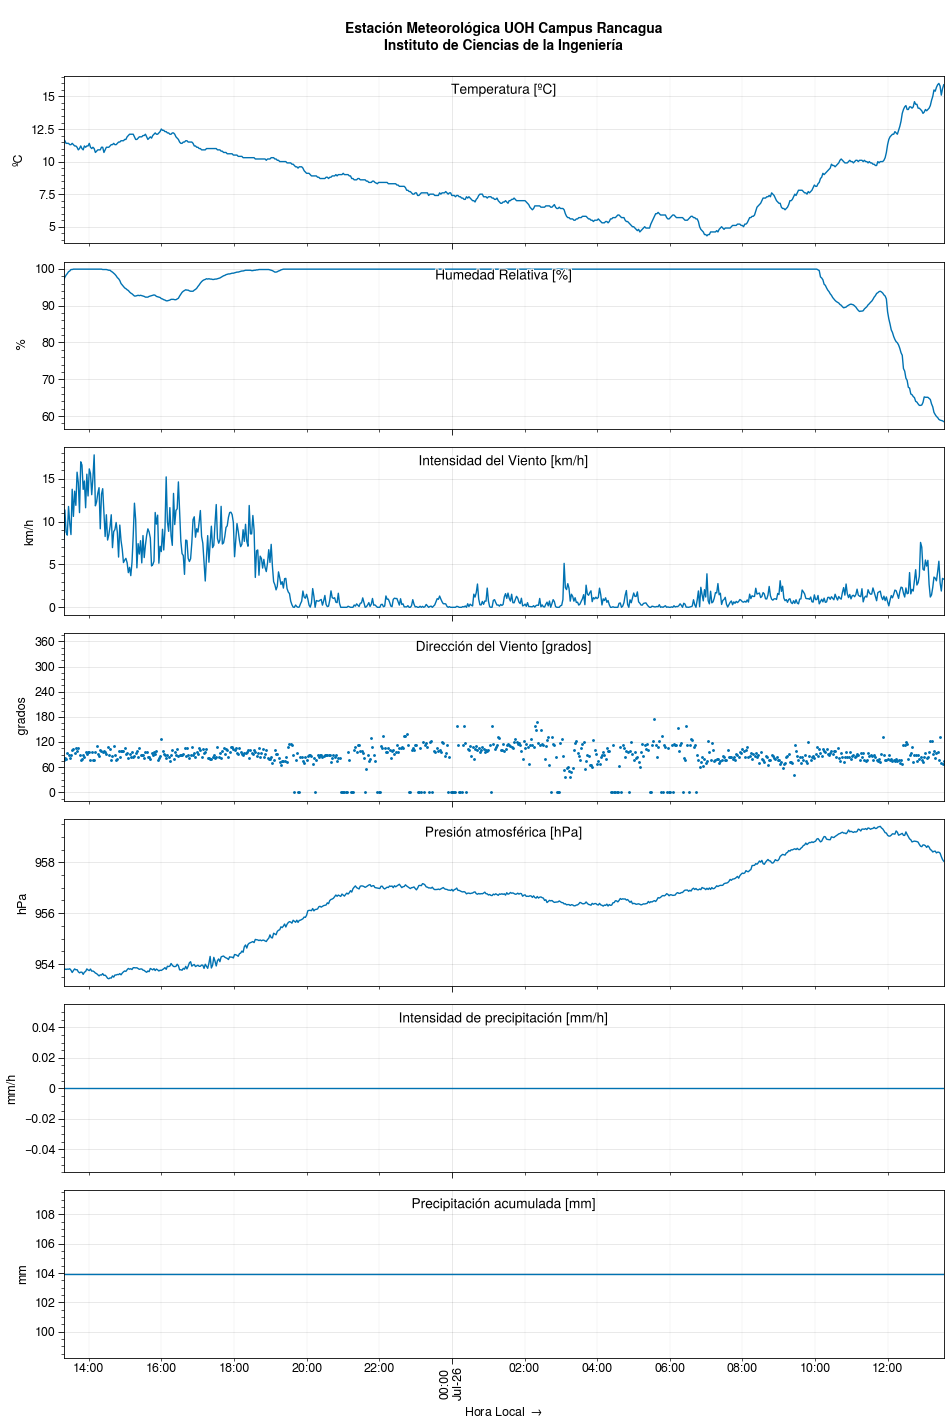 Estación Meteorológica UOH Campus Rancagua
Instituto de Ciencias de la Ingeniería
Temperatura [ºC]
15
12.5
10
7.5
5
ºC
Humedad Relativa [%]
100
90
80
70
60
%
Intensidad del Viento [km/h]
15
10
5
0
km/h
Dirección del Viento [grados]
360
300
240
180
120
60
0
grados
Presión atmosférica [hPa]
958
956
954
hPa
Intensidad de precipitación [mm/h]
0.04
0.02
0
−0.02
−0.04
mm/h
Precipitación acumulada [mm]
108
106
104
102
100
mm
14:00 16:00 18:00 20:00 22:00 00:00 02:00 04:00 06:00 08:00 10:00 12:00
Jul-26
Hora Local →